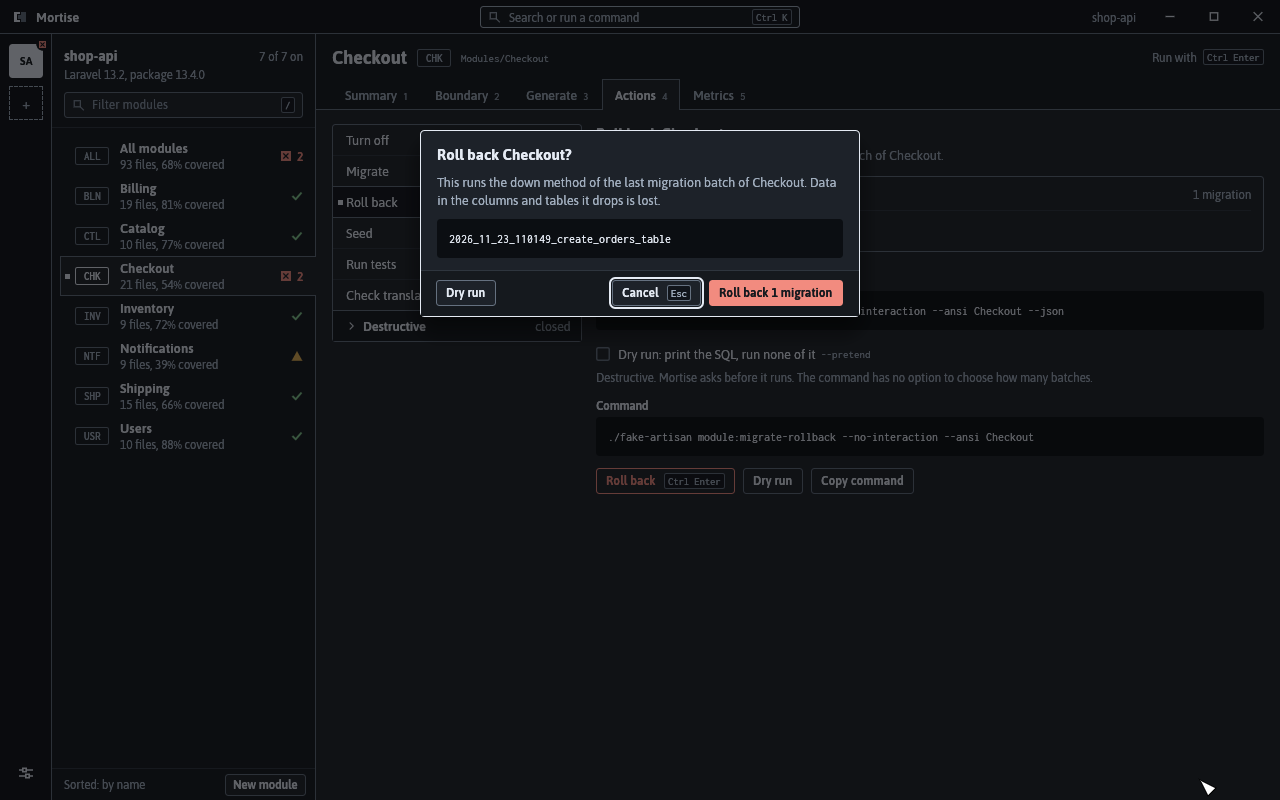 Mortise
Search or run a command
Ctrl K
shop-api
SA
+
shop-api
7 of 7 on
Laravel 13.2, package 13.4.0
Filter modules
/
ALL
All modules
93 files, 68% covered
2
BLN
Billing
19 files, 81% covered
CTL
Catalog
10 files, 77% covered
CHK
Checkout
21 files, 54% covered
2
INV
Inventory
9 files, 72% covered
NTF
Notifications
9 files, 39% covered
SHP
Shipping
15 files, 66% covered
USR
Users
10 files, 88% covered
Sorted: by name
New module
Checkout
CHK
Modules/Checkout
Run with
Ctrl Enter
Summary 1
Boundary 2
Generate 3
Actions 4
Metrics 5
Turn off
Migrate
Roll back
Seed
Run tests
Check transla
Destructive
closed
Roll back Checkout?
This runs the down method of the last migration batch of Checkout. Data
in the columns and tables it drops is lost.
2026_11_23_110149_create_orders_table
Dry run
Cancel
Esc
Roll back 1 migration
ch of Checkout.
1 migration
interaction --ansi Checkout --json
Dry run: print the SQL, run none of it --pretend
Destructive. Mortise asks before it runs. The command has no option to choose how many batches.
Command
./fake-artisan module:migrate-rollback --no-interaction --ansi Checkout
Roll back
Ctrl Enter
Dry run
Copy command